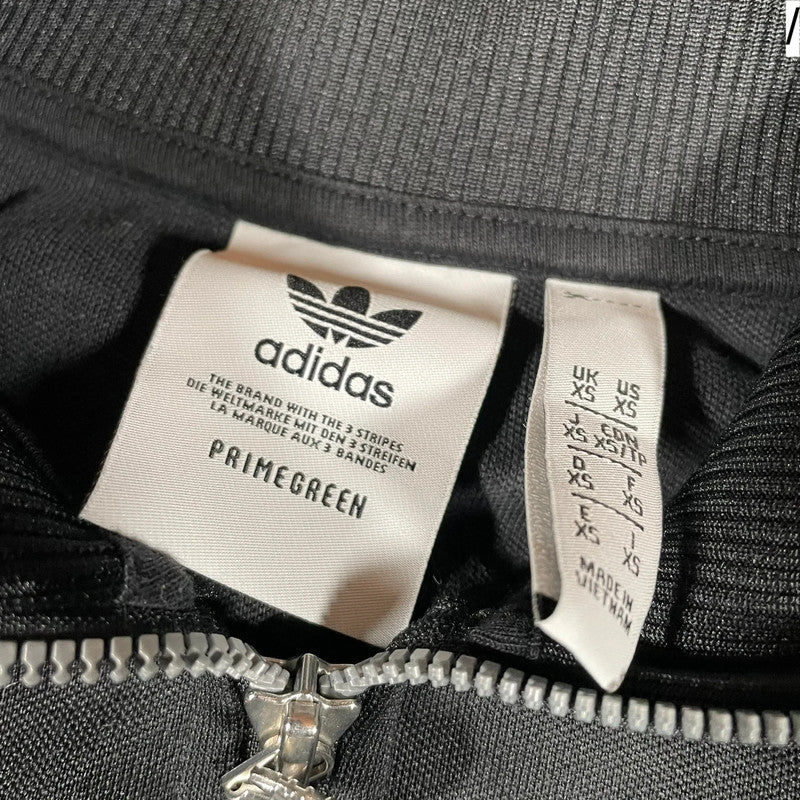 adidas
THE BRAND WITH THE 3 STRIPES
DIE WELTMARKE MIT DEN 3 STREIFEN
LA MARQUE AUX 3 BANDES
PRIMEGREEN
UK US
XS XS
J CDN
XS XS/TP
D F
XS XS
E I
XS XS
MADE IN
VIETNAM